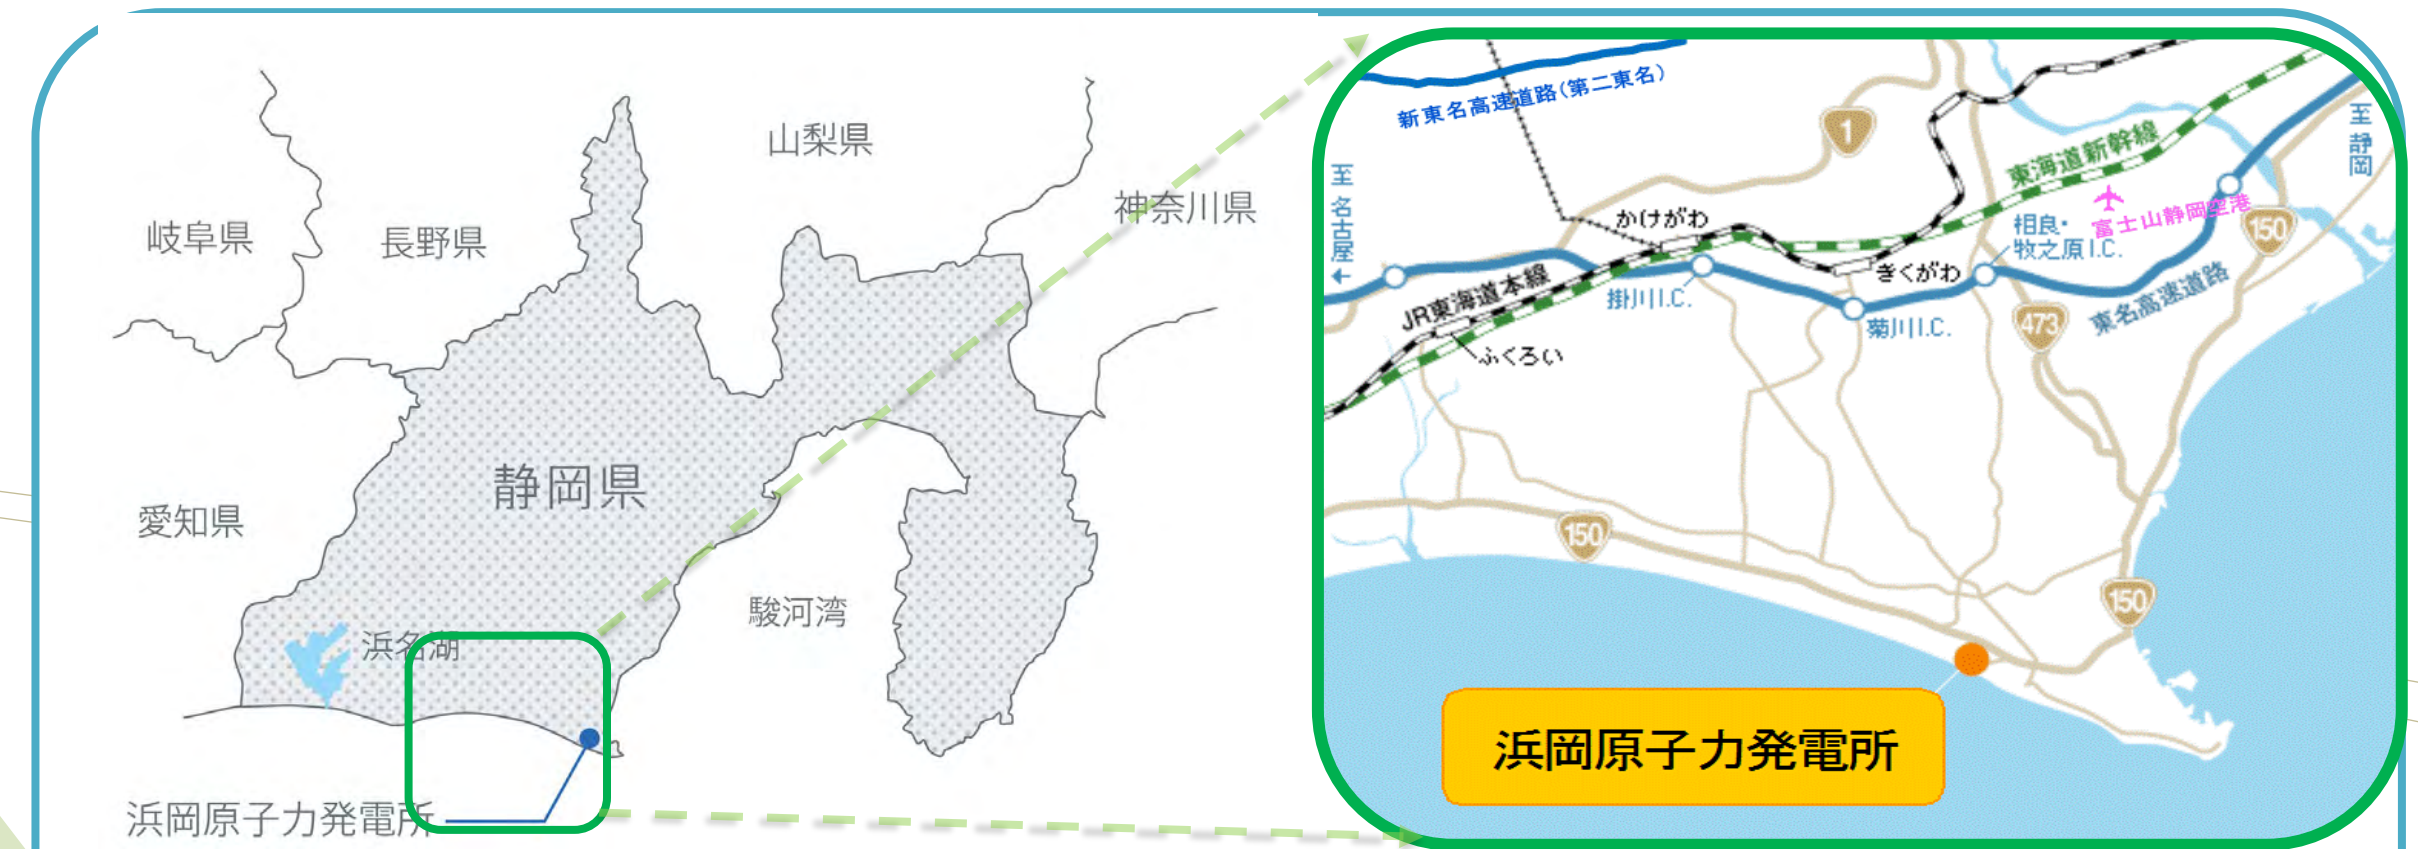 山梨県
神奈川県
岐阜県
長野県
静岡県
愛知県
駿河湾
浜名湖
浜岡原子力発電所
新東名高速道路(第二東名)
1
至静岡
東海道新幹線
至名古屋
かけがわ
相良・
牧之原I.C.
富士山静岡空港
150
きくがわ
JR東海道本線
掛川I.C.
菊川I.C.
473
東名高速道路
ふくろい
150
150
浜岡原子力発電所